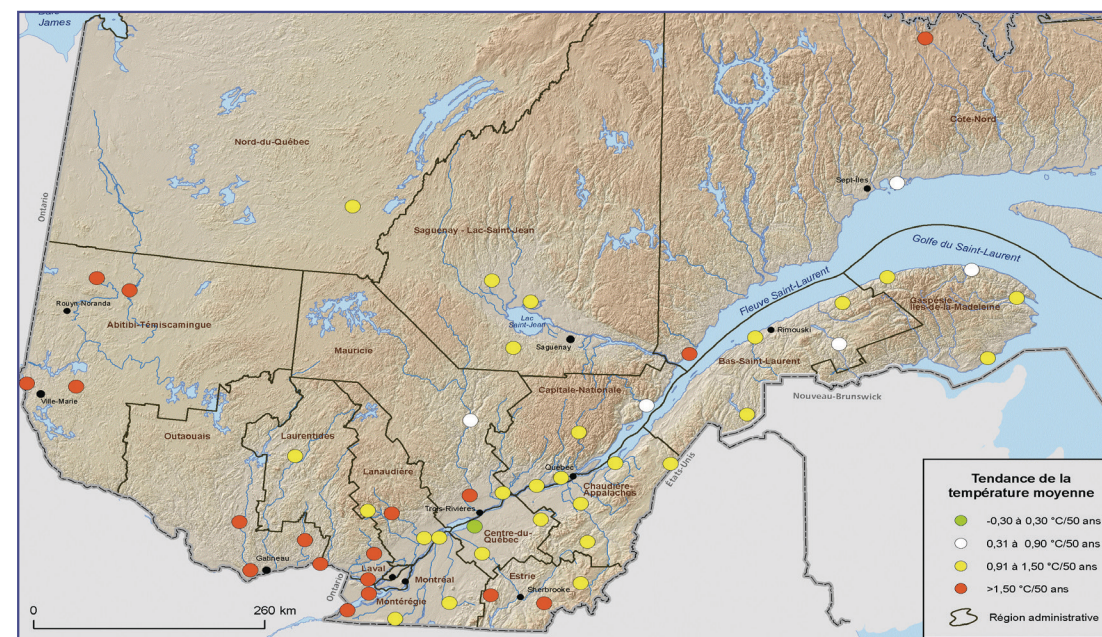 Baie
James
Nord-du-Québec
Côte-Nord
Sept-Îles
Ontario
Saguenay - Lac-Saint-Jean
Golfe du Saint-Laurent
Fleuve Saint-Laurent
Rouyn-Noranda
Abitibi-Témiscamingue
Lac
Saint-Jean
Gaspésie -
Îles-de-la-Madeleine
Rimouski
Saguenay
Mauricie
Bas-Saint-Laurent
Capitale-Nationale
Ville-Marie
Nouveau-Brunswick
Outaouais
Laurentides
Lanaudière
Québec
États-Unis
Chaudière-
Appalaches
Trois-Rivières
Centre-du-
Québec
Gatineau
Laval
Montréal
Estrie
Sherbrooke
Ontario
Montérégie
0
260 km
Tendance de la
température moyenne
-0,30 à 0,30 °C/50 ans
0,31 à 0,90 °C/50 ans
0,91 à 1,50 °C/50 ans
>1,50 °C/50 ans
Région administrative